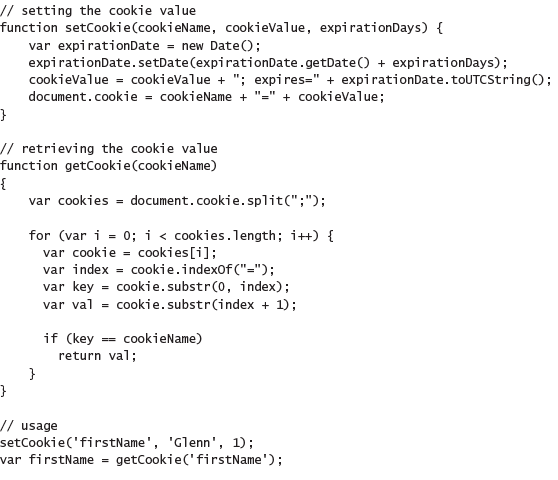 // setting the cookie value
function setCookie(cookieName, cookieValue, expirationDays) {
    var expirationDate = new Date();
    expirationDate.setDate(expirationDate.getDate() + expirationDays);
    cookieValue = cookieValue + "; expires=" + expirationDate.toUTCString();
    document.cookie = cookieName + "=" + cookieValue;
}

// retrieving the cookie value
function getCookie(cookieName)
{
    var cookies = document.cookie.split(";");

    for (var i = 0; i < cookies.length; i++) {
      var cookie = cookies[i];
      var index = cookie.indexOf("=");
      var key = cookie.substr(0, index);
      var val = cookie.substr(index + 1);

      if (key == cookieName)
        return val;
    }
}

// usage
setCookie('firstName', 'Glenn', 1);
var firstName = getCookie('firstName');